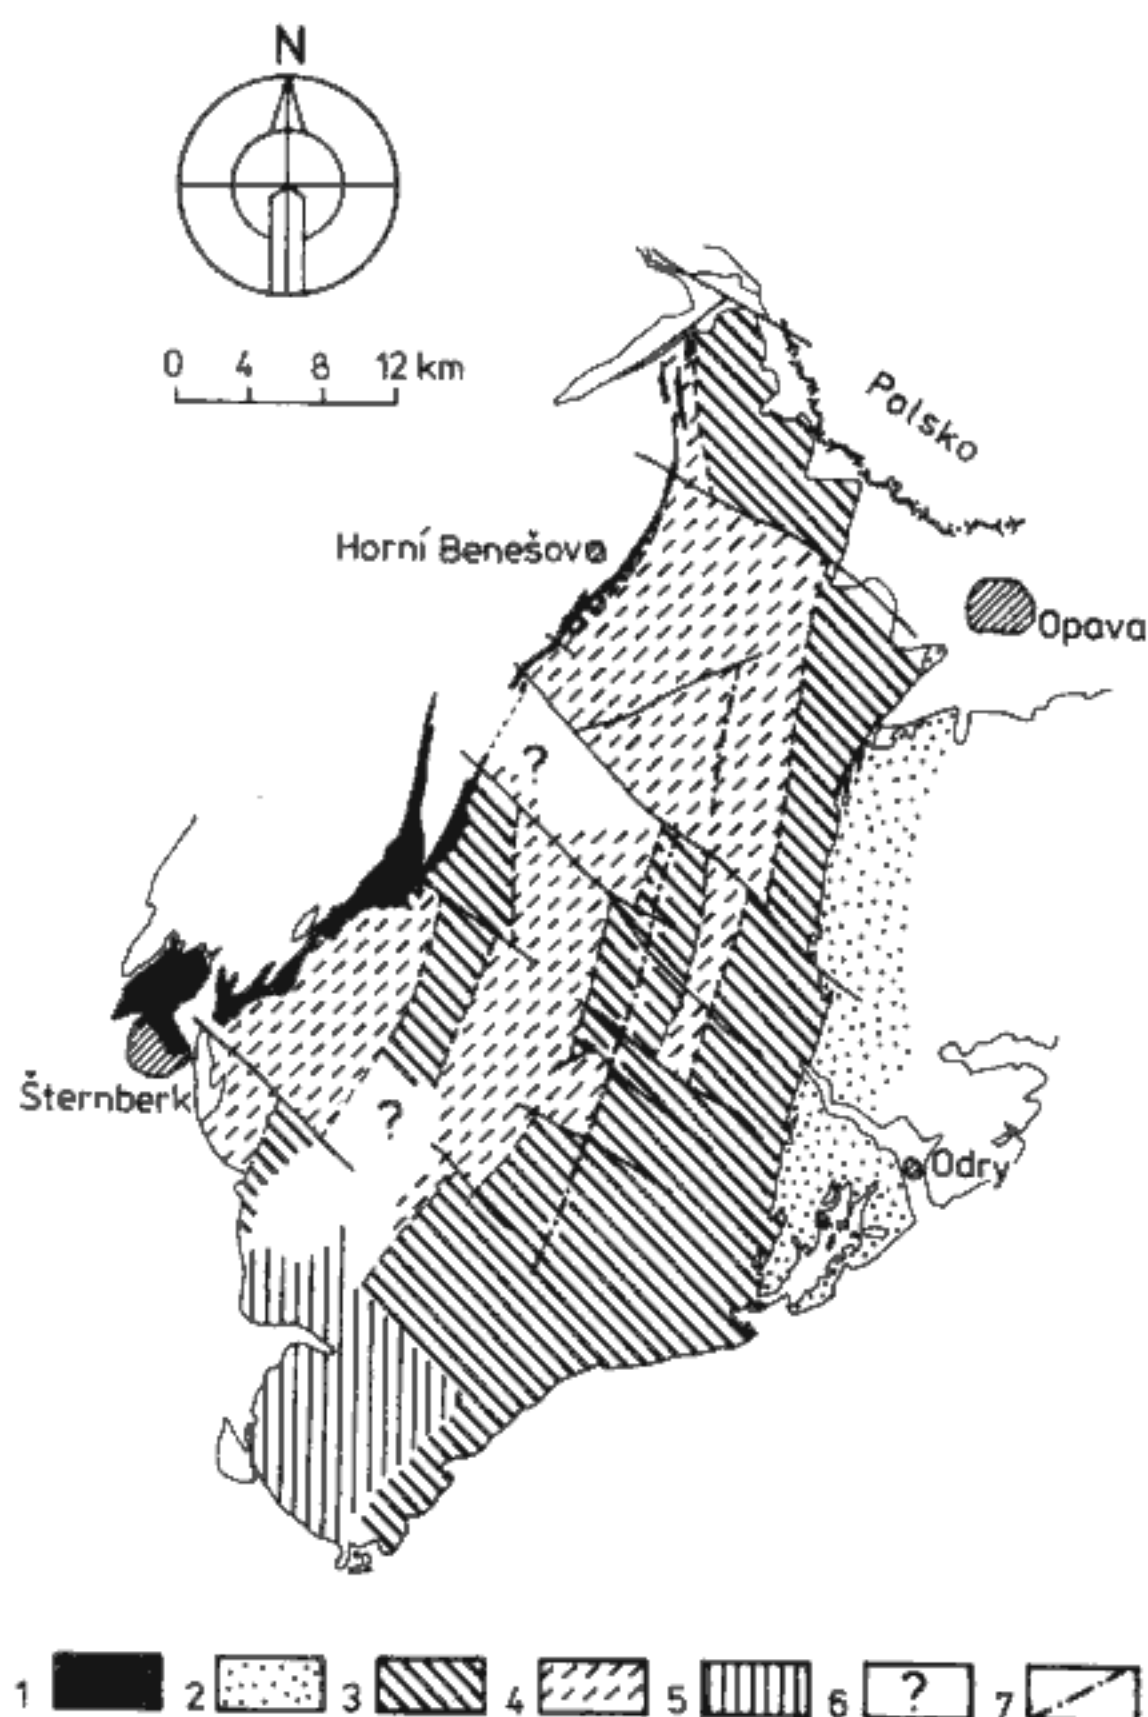 N
0 4 8 12 km
Polsko
Horní Benešov
Opava
?
?
Šternberk
Odry
1 2 3 4 5 6 ? 7